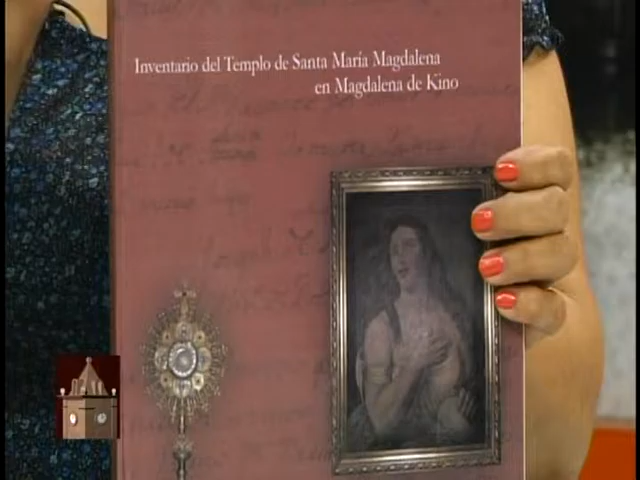 Inventario del Templo de Santa María Magdalena
en Magdalena de Kino